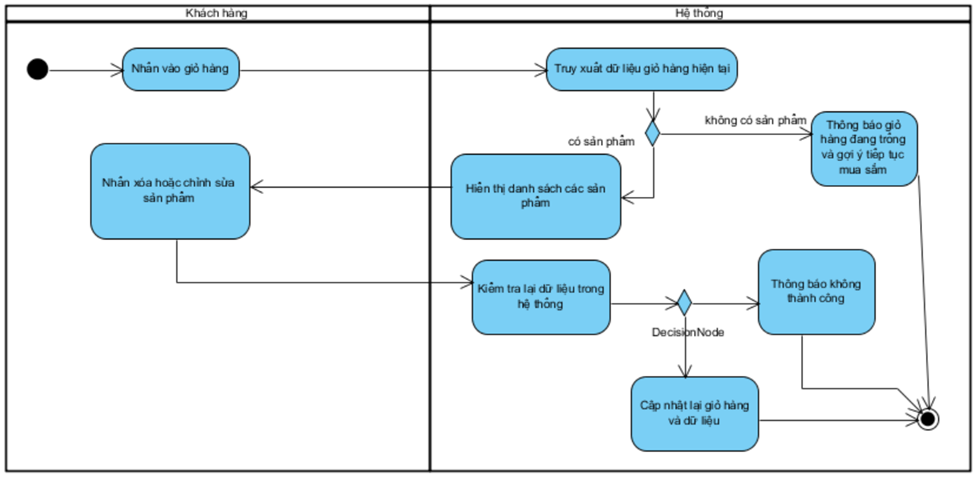 Khách hàng
Hệ thống
Nhấn vào giỏ hàng
Truy xuất dữ liệu giỏ hàng hiện tại
không có sản phẩm
có sản phẩm
Thông báo giỏ
hàng đang trống
và gợi ý tiếp tục
mua sắm
Nhấn xóa hoặc chỉnh sửa
sản phẩm
Hiển thị danh sách các sản
phẩm
Kiểm tra lại dữ liệu trong
hệ thống
DecisionNode
Thông báo không
thành công
Cập nhật lại giỏ hàng
và dữ liệu